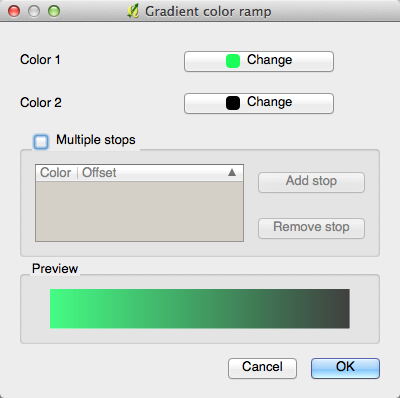 Gradient color ramp
Color 1 Change
Color 2 Change
Multiple stops
Color Offset
Add stop
Remove stop
Preview
Cancel OK